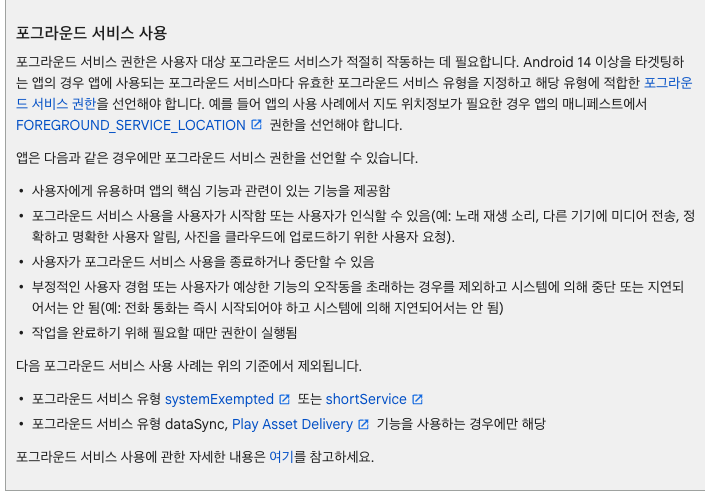 포그라운드 서비스 사용
포그라운드 서비스 권한은 사용자 대상 포그라운드 서비스가 적절히 작동하는 데 필요합니다. Android 14 이상을 타겟팅하
는 앱의 경우 앱에 사용되는 포그라운드 서비스마다 유효한 포그라운드 서비스 유형을 지정하고 해당 유형에 적합한 포그라운
드 서비스 권한을 선언해야 합니다. 예를 들어 앱의 사용 사례에서 지도 위치정보가 필요한 경우 앱의 매니페스트에서
FOREGROUND_SERVICE_LOCATION 권한을 선언해야 합니다.
앱은 다음과 같은 경우에만 포그라운드 서비스 권한을 선언할 수 있습니다.
• 사용자에게 유용하며 앱의 핵심 기능과 관련이 있는 기능을 제공함
• 포그라운드 서비스 사용을 사용자가 시작함 또는 사용자가 인식할 수 있음(예: 노래 재생 소리, 다른 기기에 미디어 전송, 정
확하고 명확한 사용자 알림, 사진을 클라우드에 업로드하기 위한 사용자 요청).
• 사용자가 포그라운드 서비스 사용을 종료하거나 중단할 수 있음
• 부정적인 사용자 경험 또는 사용자가 예상한 기능의 오작동을 초래하는 경우를 제외하고 시스템에 의해 중단 또는 지연되
어서는 안 됨(예: 전화 통화는 즉시 시작되어야 하고 시스템에 의해 지연되어서는 안 됨)
• 작업을 완료하기 위해 필요할 때만 권한이 실행됨
다음 포그라운드 서비스 사용 사례는 위의 기준에서 제외됩니다.
• 포그라운드 서비스 유형 systemExempted 또는 shortService
• 포그라운드 서비스 유형 dataSync, Play Asset Delivery 기능을 사용하는 경우에만 해당
포그라운드 서비스 사용에 관한 자세한 내용은 여기를 참고하세요.